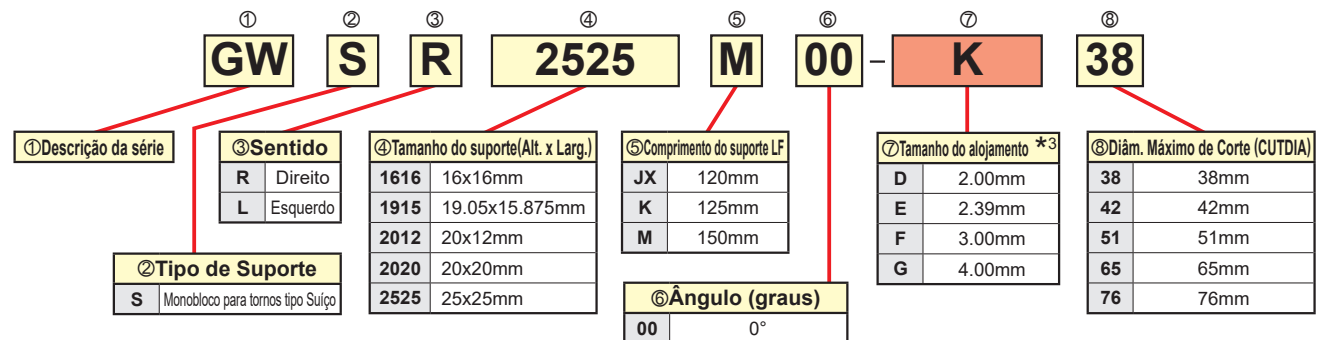 ① ② ③ ④ ⑤ ⑥ ⑦ ⑧
GW S R 2525 M 00 – K 38
①Descrição da série
②Tipo de Suporte
S Monobloco para tornos tipo Suíço
③Sentido
R Direito
L Esquerdo
④Tamanho do suporte(Alt. x Larg.)
1616 16x16mm
1915 19.05x15.875mm
2012 20x12mm
2020 20x20mm
2525 25x25mm
⑤Comprimento do suporte LF
JX 120mm
K 125mm
M 150mm
⑥Ângulo (graus)
00 0°
⑦Tamanho do alojamento *3
D 2.00mm
E 2.39mm
F 3.00mm
G 4.00mm
⑧Diâm. Máximo de Corte (CUTDIA)
38 38mm
42 42mm
51 51mm
65 65mm
76 76mm